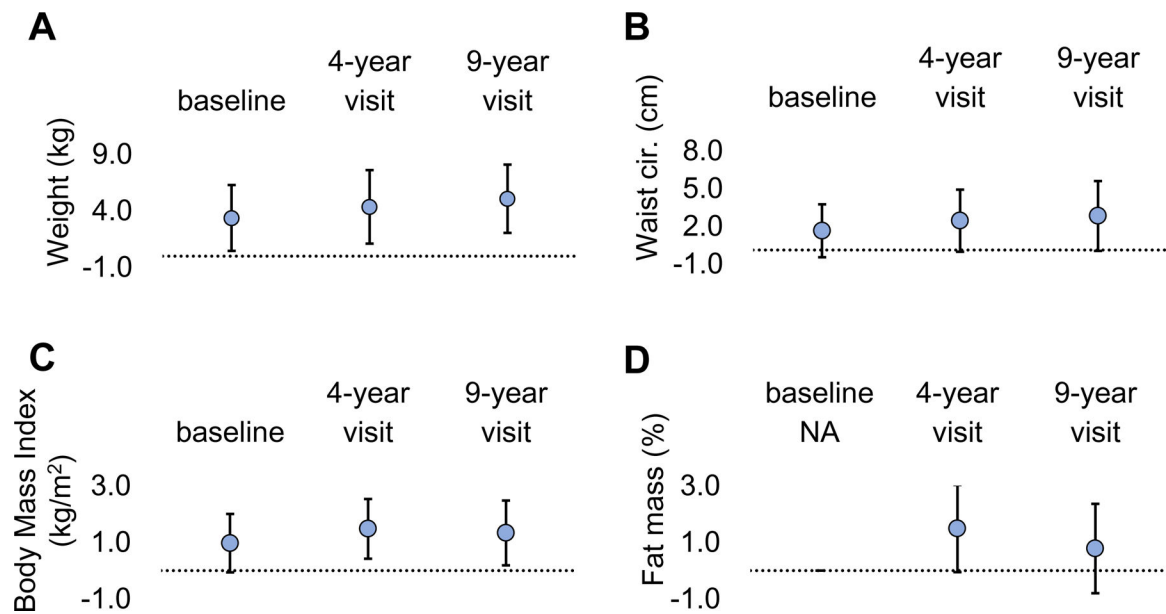 A
4-year
9-year
baseline
visit
visit
Weight (kg)
9.0
4.0
-1.0
B
4-year
9-year
baseline
visit
visit
Waist cir. (cm)
8.0
5.0
2.0
-1.0
C
4-year
9-year
baseline
visit
visit
Body Mass Index
(kg/m²)
3.0
1.0
-1.0
D
baseline
4-year
9-year
NA
visit
visit
Fat mass (%)
3.0
1.0
-1.0